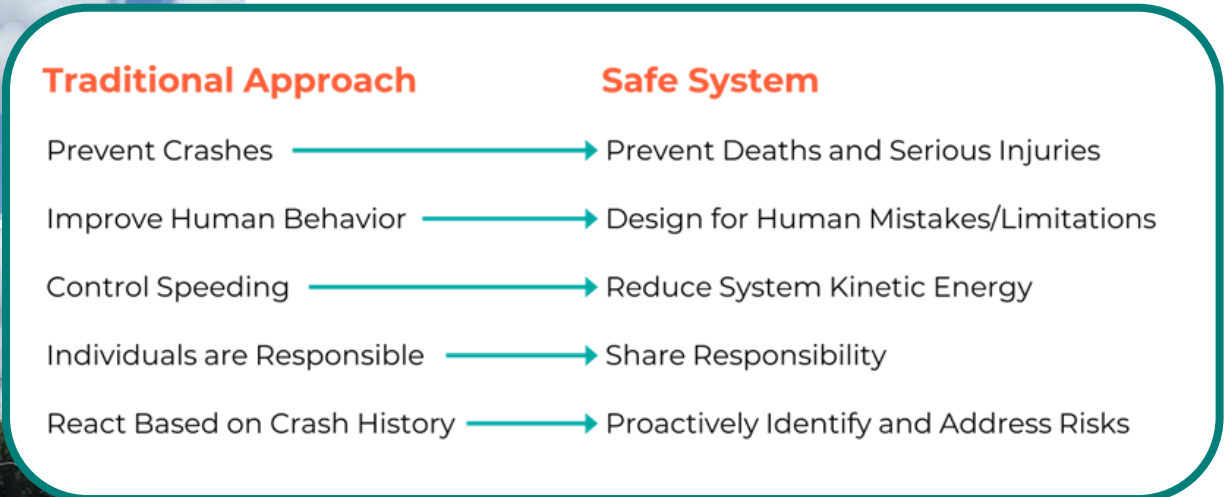 Traditional Approach Safe System
Prevent Crashes Prevent Deaths and Serious Injuries
Improve Human Behavior Design for Human Mistakes/Limitations
Control Speeding Reduce System Kinetic Energy
Individuals are Responsible Share Responsibility
React Based on Crash History Proactively Identify and Address Risks